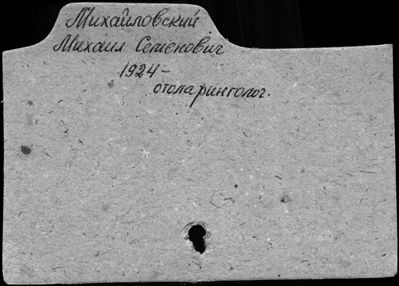 Михайловский
Михаил Семенович
1924 –
отоларинголог.